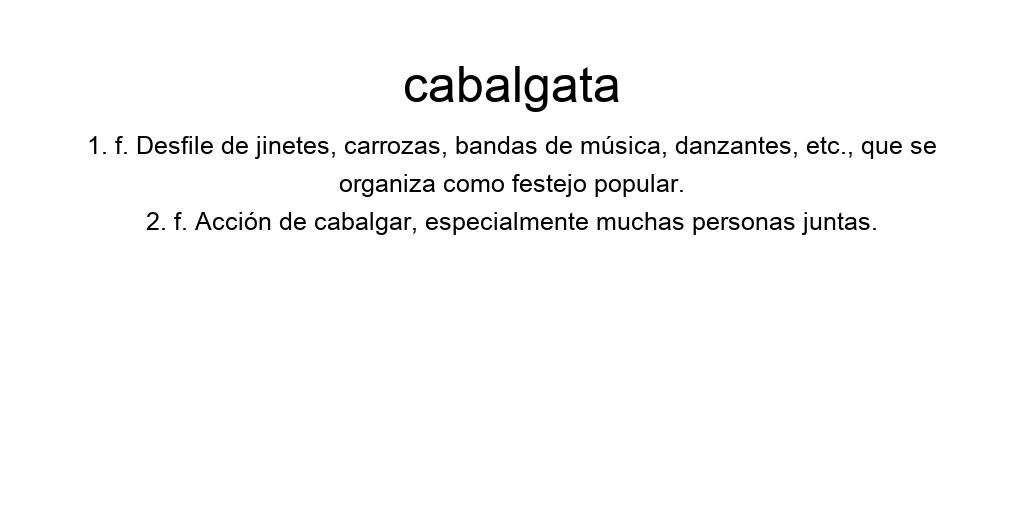 cabalgata
1. f. Desfile de jinetes, carrozas, bandas de música, danzantes, etc., que se
organiza como festejo popular.
2. f. Acción de cabalgar, especialmente muchas personas juntas.